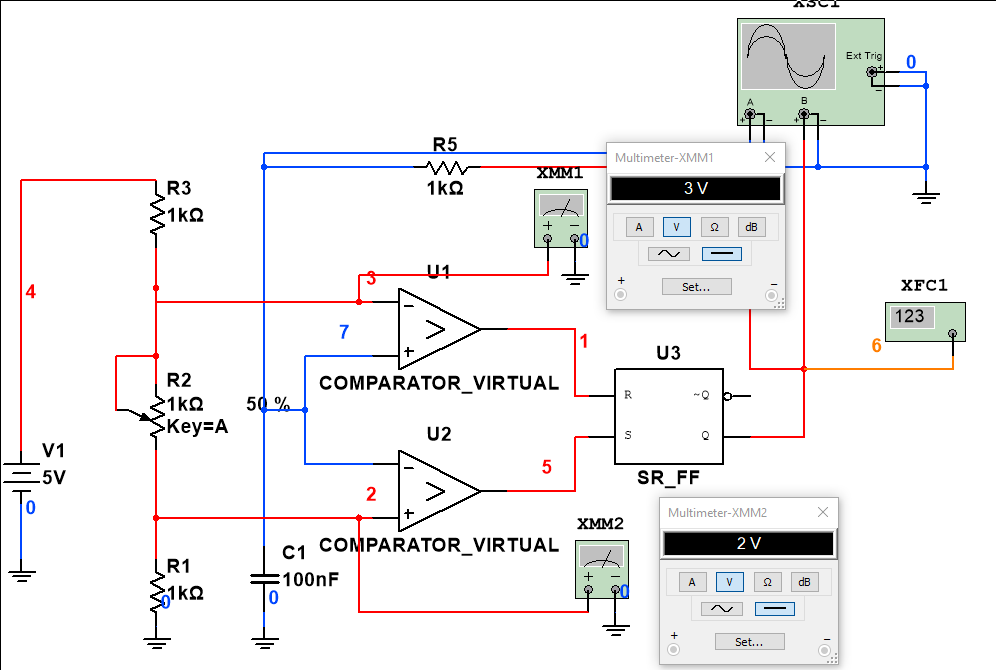 XSC1
Ext Trig
+
−
0
A
B
+
−
+
−
R5
1kΩ
Multimeter-XMM1
3 V
A
V
Ω
dB
Set...
+
−
XMM1
+
−
0
R3
1kΩ
4
3
U1
−
+
7
1
COMPARATOR_VIRTUAL
XFC1
123
6
U3
R
~Q
S
Q
SR_FF
R2
1kΩ
Key=A
50 %
U2
−
+
2
5
COMPARATOR_VIRTUAL
V1
5V
0
Multimeter-XMM2
2 V
A
V
Ω
dB
Set...
+
−
XMM2
+
−
0
C1
100nF
0
R1
1kΩ
0